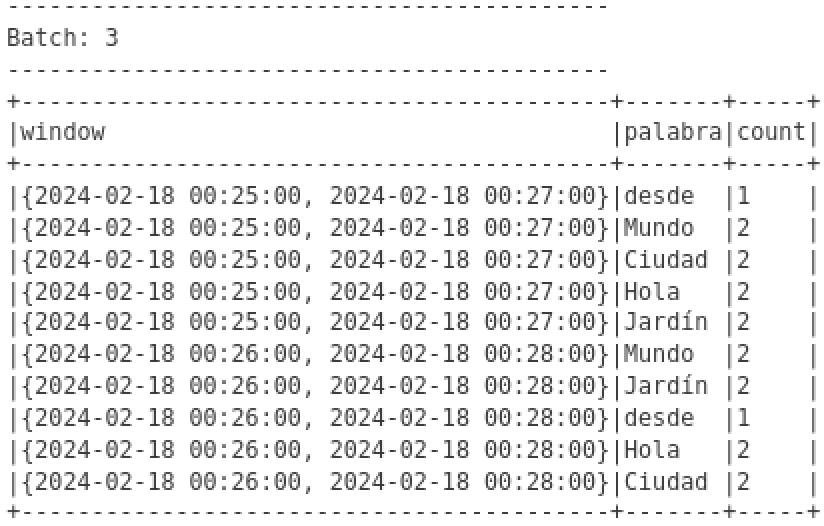 -------------------------------------------
Batch: 3
-------------------------------------------
+------------------------------------------+-------+-----+
|window                                    |palabra|count|
+------------------------------------------+-------+-----+
|{2024-02-18 00:25:00, 2024-02-18 00:27:00}|desde  |1    |
|{2024-02-18 00:25:00, 2024-02-18 00:27:00}|Mundo  |2    |
|{2024-02-18 00:25:00, 2024-02-18 00:27:00}|Ciudad |2    |
|{2024-02-18 00:25:00, 2024-02-18 00:27:00}|Hola   |2    |
|{2024-02-18 00:25:00, 2024-02-18 00:27:00}|Jardín |2    |
|{2024-02-18 00:26:00, 2024-02-18 00:28:00}|Mundo  |2    |
|{2024-02-18 00:26:00, 2024-02-18 00:28:00}|Jardín |2    |
|{2024-02-18 00:26:00, 2024-02-18 00:28:00}|desde  |1    |
|{2024-02-18 00:26:00, 2024-02-18 00:28:00}|Hola   |2    |
|{2024-02-18 00:26:00, 2024-02-18 00:28:00}|Ciudad |2    |
+------------------------------------------+-------+-----+